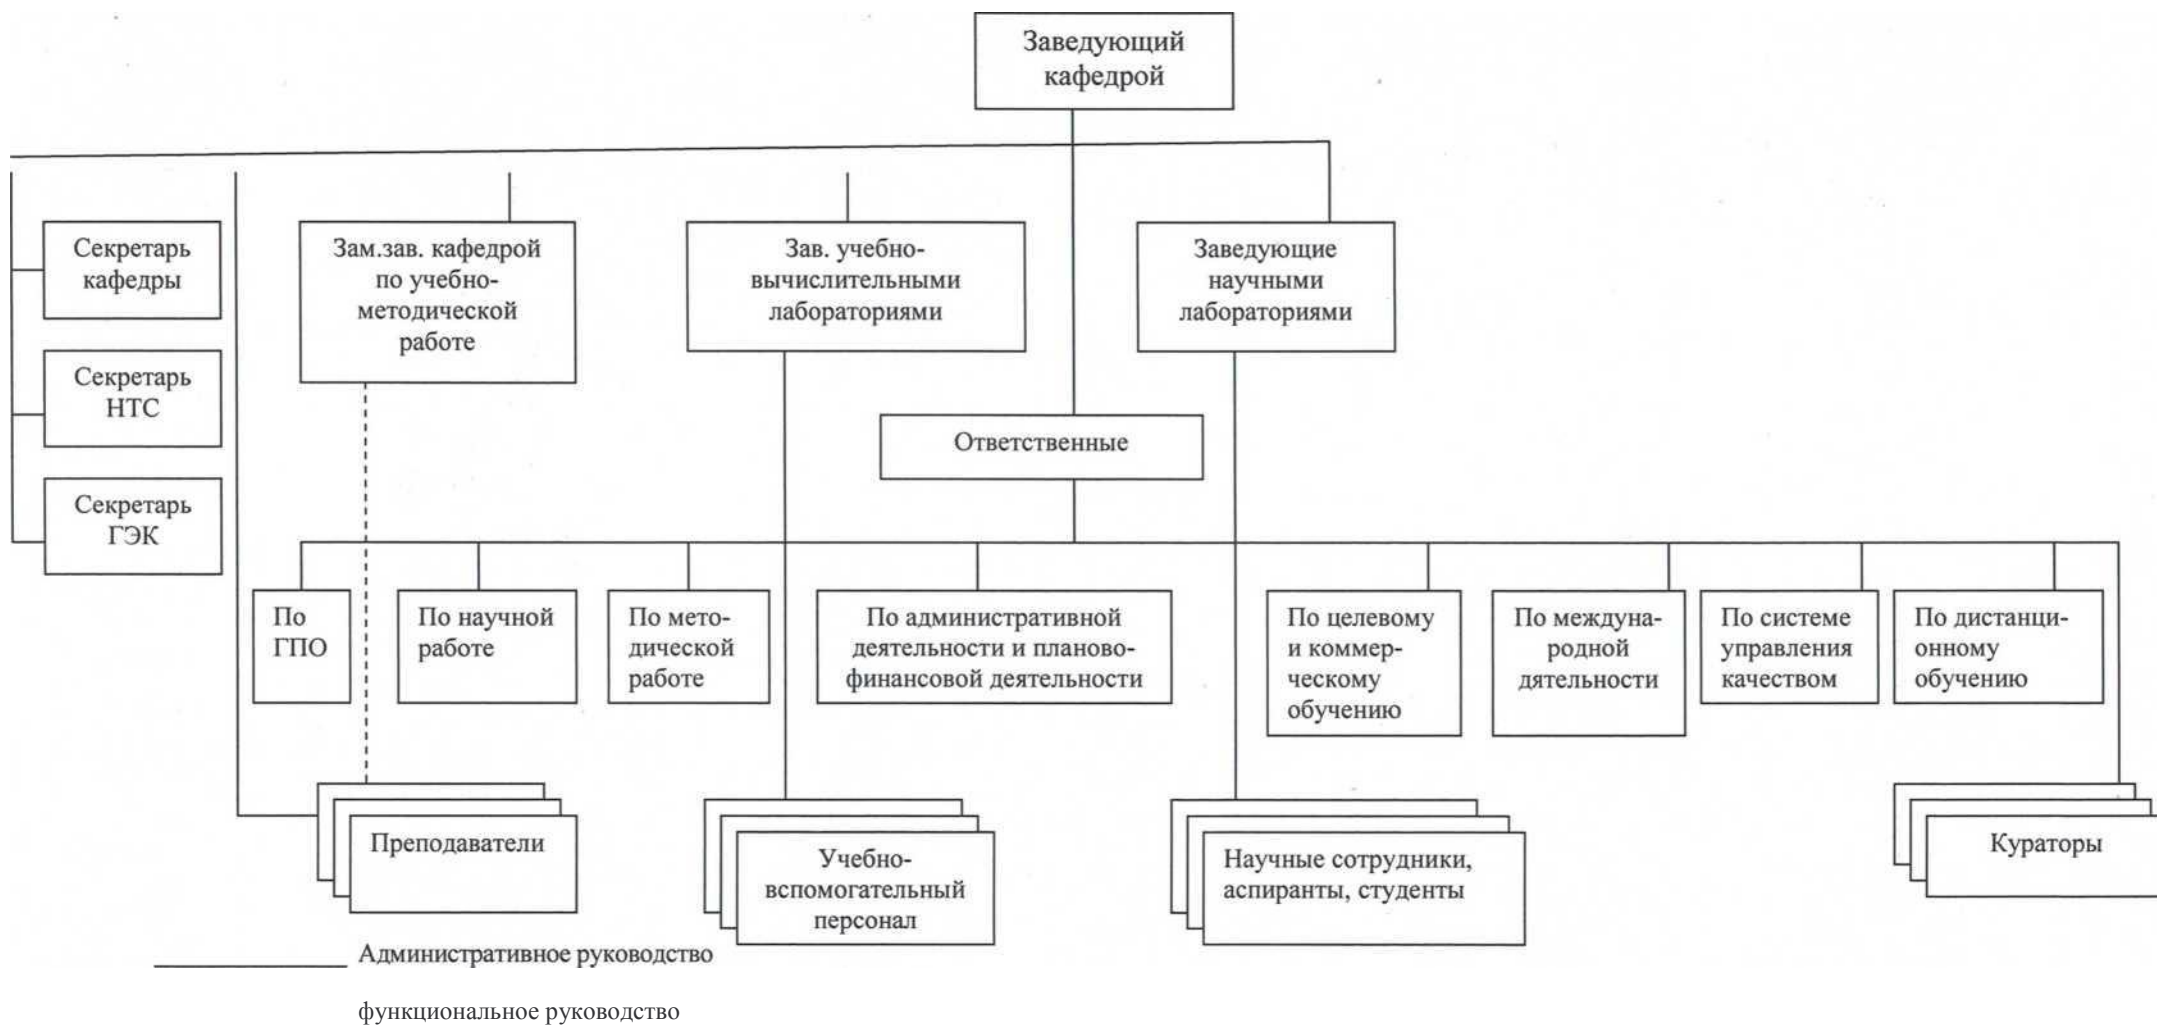 Заведующий
кафедрой
Секретарь
кафедры
Зам.зав. кафедрой
по учебно-
методической
работе
Зав. учебно-
вычислительными
лабораториями
Заведующие
научными
лабораториями
Секретарь
НТС
Ответственные
Секретарь
ГЭК
По
ГПО
По научной
работе
По мето-
дической
работе
По административной
деятельности и планово-
финансовой деятельности
По целевому
и коммер-
ческому
обучению
По междуна-
родной
дятельности
По системе
управления
качеством
По дистанци-
онному
обучению
Преподаватели
Учебно-
вспомогательный
персонал
Научные сотрудники,
аспиранты, студенты
Кураторы
Административное руководство
функциональное руководство